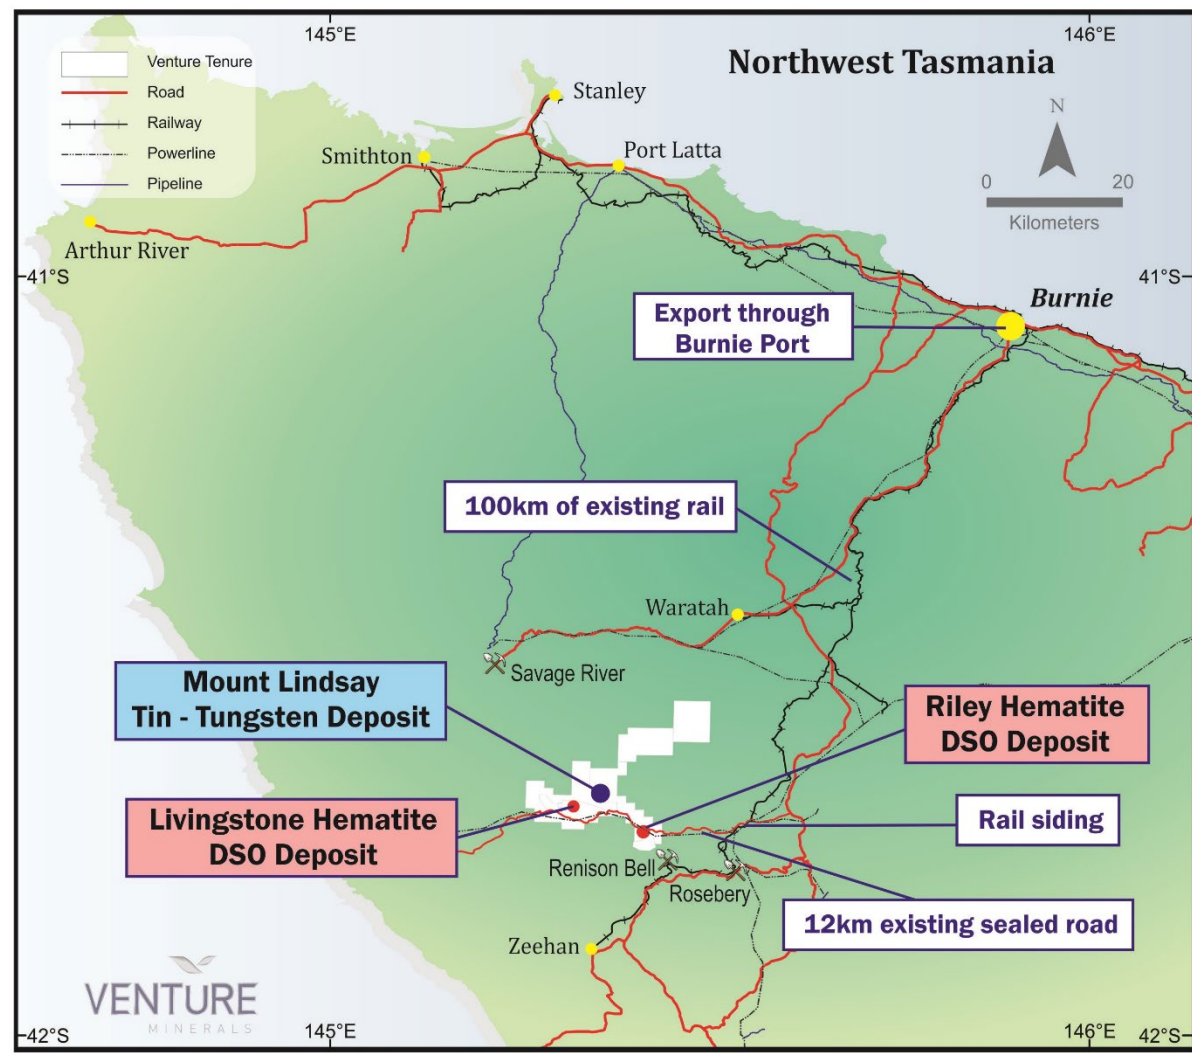 145°E
146°E
Northwest Tasmania
Venture Tenure
Road
Railway
Powerline
Pipeline
Stanley
N
Smithton
Port Latta
0
20
Kilometers
Arthur River
41°S
41°S
Burnie
Export through
Burnie Port
100km of existing rail
Waratah
Savage River
Mount Lindsay
Tin - Tungsten Deposit
Riley Hematite
DSO Deposit
Livingstone Hematite
DSO Deposit
Rail siding
Renison Bell
Rosebery
12km existing sealed road
Zeehan
VENTURE
MINERALS
42°S
145°E
146°E
42°S